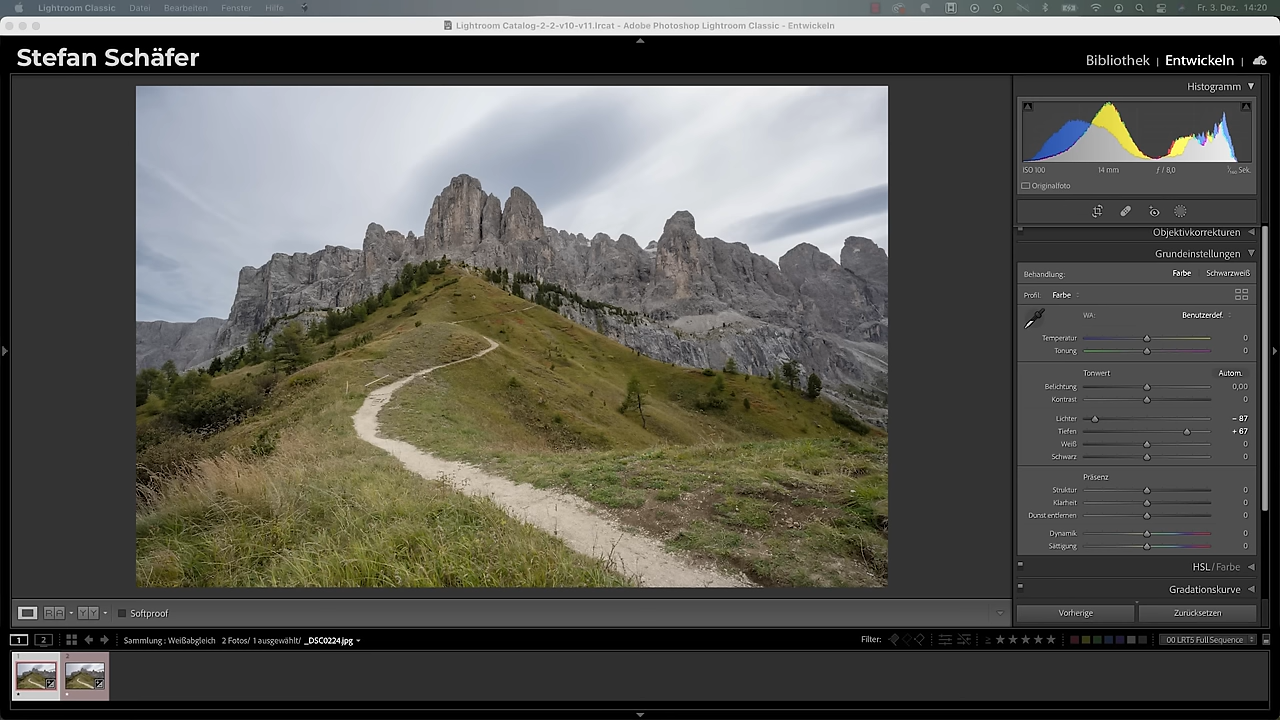 Lightroom Classic Datei Bearbeiten Fenster Hilfe Fr. 3. Dez. 14:20
Lightroom Catalog-2-2-v10-v11.lrcat - Adobe Photoshop Lightroom Classic - Entwickeln
Stefan Schäfer
Bibliothek | Entwickeln |
Histogramm
ISO 100 14 mm ƒ / 8,0 Sek.
Originalfoto
Objektivkorrekturen
Grundeinstellungen
Behandlung: Farbe Schwarzweiß
Profil: Farbe
WA: Benutzerdef.
Temperatur 0
Tonung 0
Tonwert Autom.
Belichtung 0,00
Kontrast 0
Lichter - 87
Tiefen + 67
Weiß 0
Schwarz 0
Präsenz
Struktur 0
Klarheit 0
Dunst entfernen 0
Dynamik 0
Sättigung 0
HSL / Farbe
Gradationskurve
Vorherige Zurücksetzen
R A Y Y Softproof
1 2 Sammlung : Weißabgleich 2 Fotos/ 1 ausgewählt/ _DSC0224.jpg Filter: ≥ 00 LRT5 Full Sequence
1 2